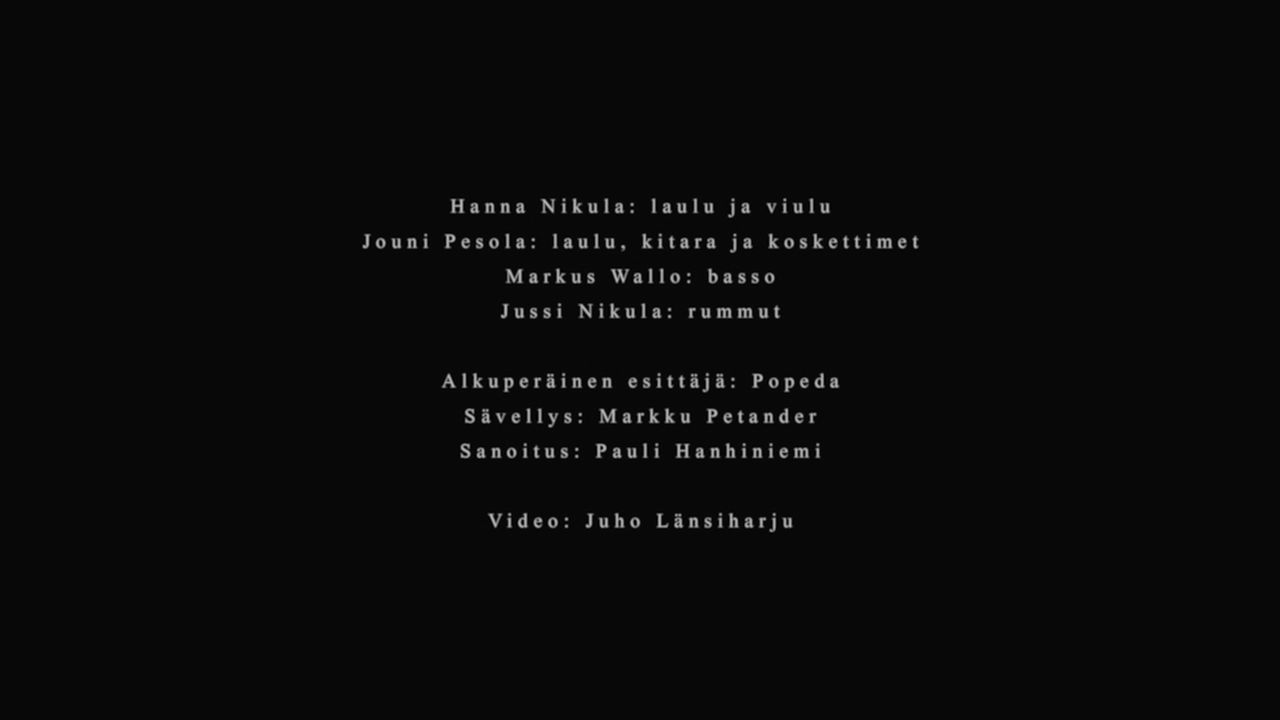 Hanna Nikula: laulu ja viulu
Jouni Pesola: laulu, kitara ja koskettimet
Markus Wallo: basso
Jussi Nikula: rummut
Alkuperäinen esittäjä: Popeda
Sävellys: Markku Petander
Sanoitus: Pauli Hanhiniemi
Video: Juho Länsiharju